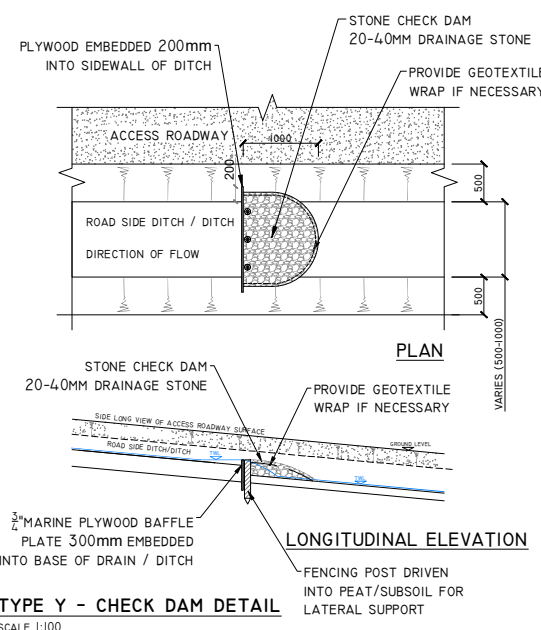 STONE CHECK DAM
20-40MM DRAINAGE STONE
PLYWOOD EMBEDDED 200mm
INTO SIDEWALL OF DITCH
PROVIDE GEOTEXTILE
WRAP IF NECESSARY
ACCESS ROADWAY
1000
200
500
ROAD SIDE DITCH / DITCH
DIRECTION OF FLOW
500
VARIES (500-1000)
PLAN
STONE CHECK DAM
20-40MM DRAINAGE STONE
PROVIDE GEOTEXTILE
WRAP IF NECESSARY
SIDE LONG VIEW OF ACCESS ROADWAY SURFACE
GROUND LEVEL
ROAD SIDE DITCH/DITCH
TWL
TWL
3/4"MARINE PLYWOOD BAFFLE
PLATE 300mm EMBEDDED
INTO BASE OF DRAIN / DITCH
LONGITUDINAL ELEVATION
FENCING POST DRIVEN
INTO PEAT/SUBSOIL FOR
LATERAL SUPPORT
TYPE Y - CHECK DAM DETAIL
SCALE 1:100